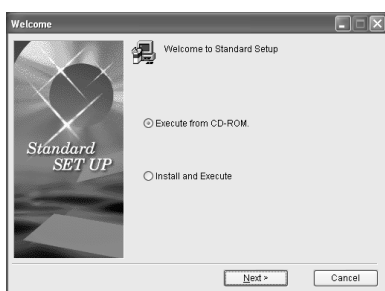 Welcome
Welcome to Standard Setup
Execute from CD-ROM.
Standard
SET UP
Install and Execute
Next >
Cancel